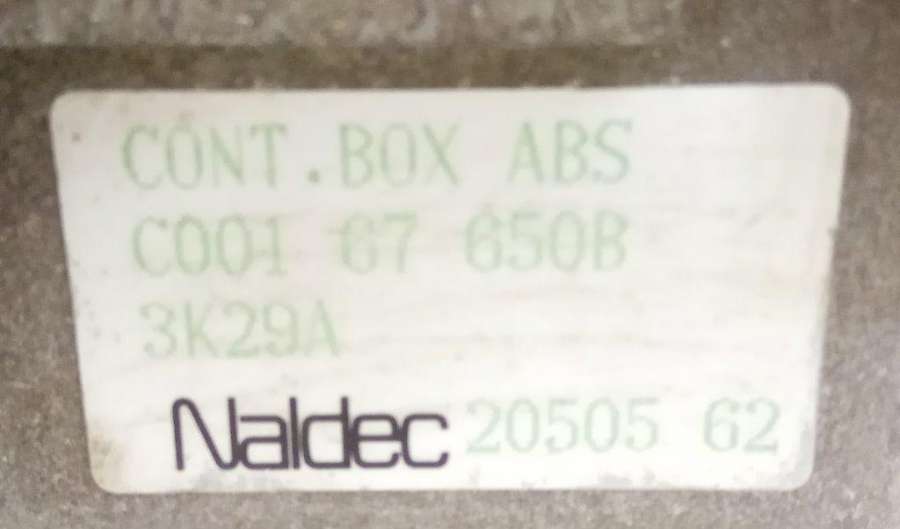 CONT.BOX ABS
C001 67 650B
3K29A
Naldec 20505 62